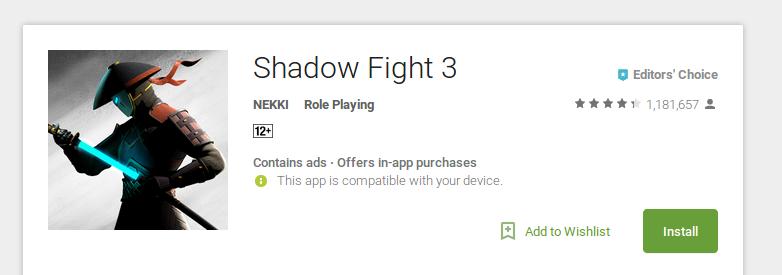 Shadow Fight 3
Editors' Choice
NEKKI Role Playing
1,181,657
12+
Contains ads · Offers in-app purchases
This app is compatible with your device.
Add to Wishlist
Install